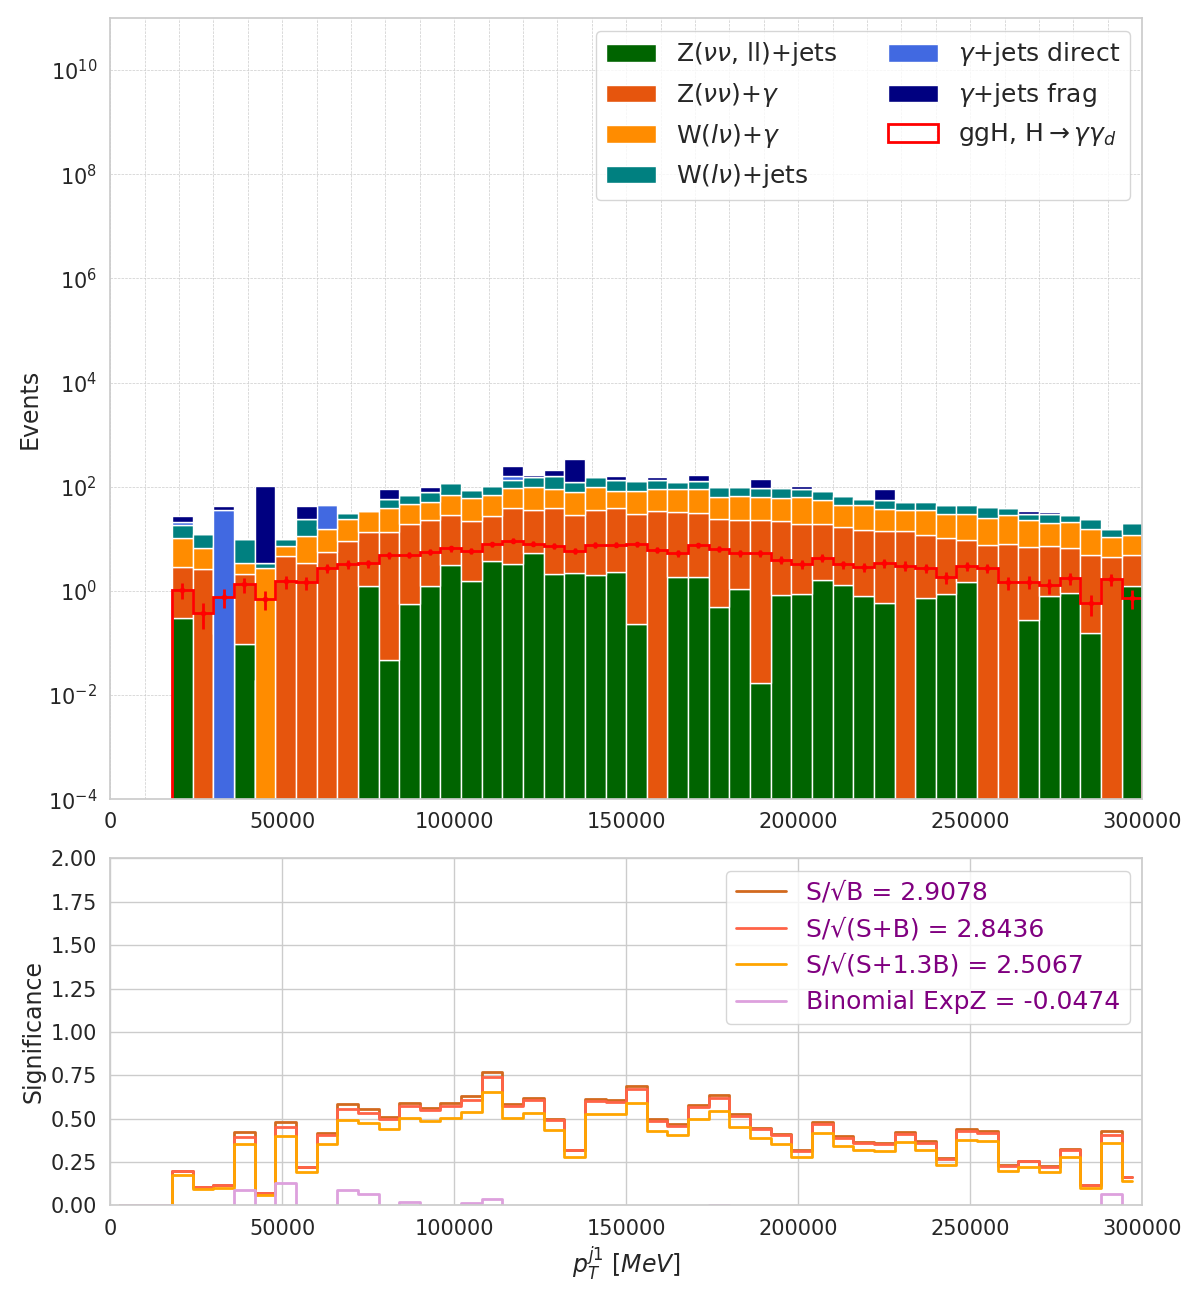 Z(νν, ll)+jets
Z(νν)+γ
W(lν)+γ
W(lν)+jets
γ+jets direct
γ+jets frag
ggH, H→γγ_d
Events
10^10
10^8
10^6
10^4
10^2
10^0
10^−2
10^−4
0 50000 100000 150000 200000 250000 300000
S/√B = 2.9078
S/√(S+B) = 2.8436
S/√(S+1.3B) = 2.5067
Binomial ExpZ = -0.0474
Significance
2.00
1.75
1.50
1.25
1.00
0.75
0.50
0.25
0.00
0 50000 100000 150000 200000 250000 300000
p_T^{j1} [MeV]